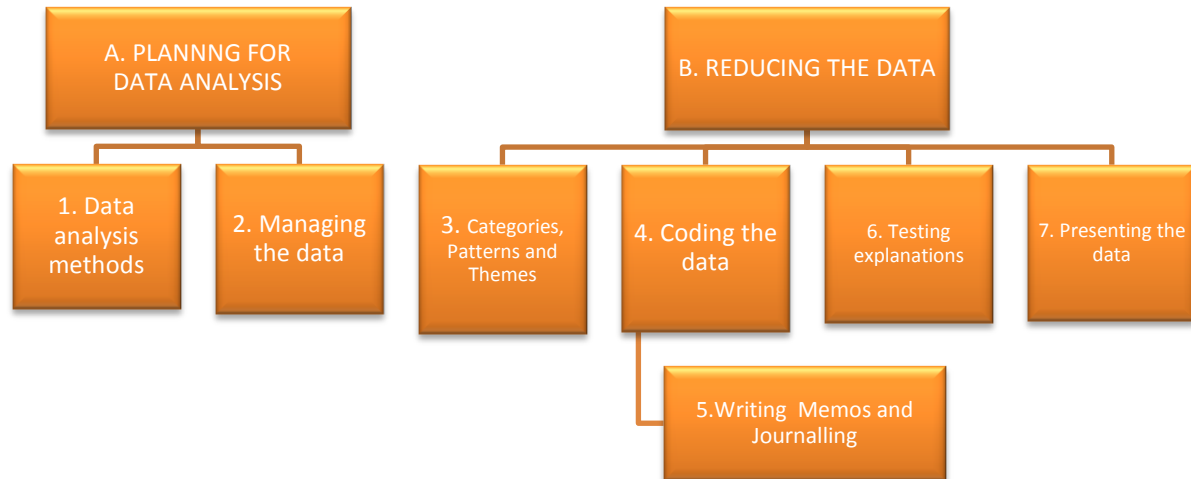 A. PLANNNG FOR
DATA ANALYSIS
B. REDUCING THE DATA
1. Data
analysis
methods
2. Managing
the data
3. Categories,
Patterns and
Themes
4. Coding the
data
6. Testing
explanations
7. Presenting the
data
5.Writing  Memos and
Journalling